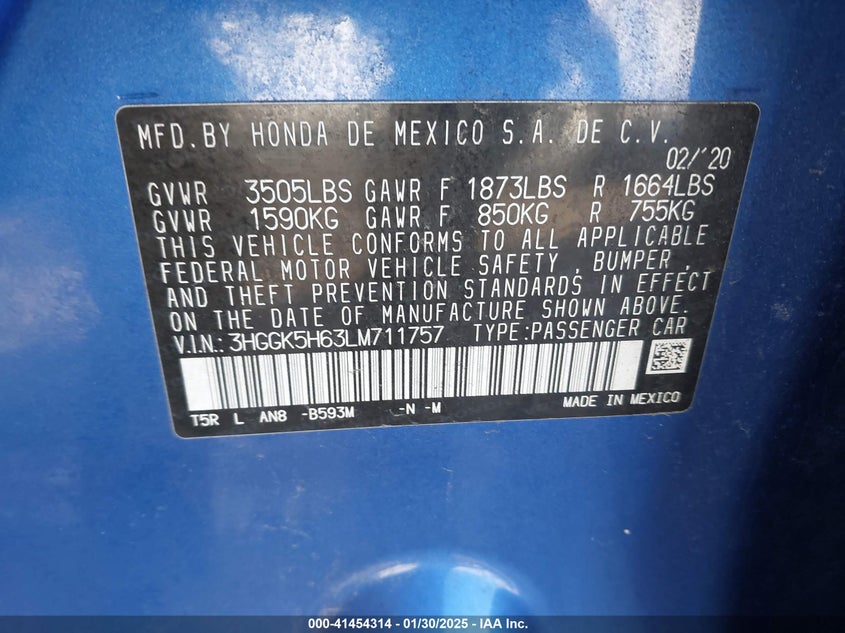 MFD. BY HONDA DE MEXICO S.A. DE C.V.
02/'20
GVWR 3505LBS GAWR F 1873LBS R 1664LBS
GVWR 1590KG GAWR F 850KG R 755KG
THIS VEHICLE CONFORMS TO ALL APPLICABLE
FEDERAL MOTOR VEHICLE SAFETY , BUMPER ,
AND THEFT PREVENTION STANDARDS IN EFFECT
ON THE DATE OF MANUFACTURE SHOWN ABOVE.
V.I.N.: 3HGGK5H63LM711757 TYPE:PASSENGER CAR
T5R L AN8 -B593M -N -M MADE IN MEXICO
000-41454314 - 01/30/2025 - IAA Inc.